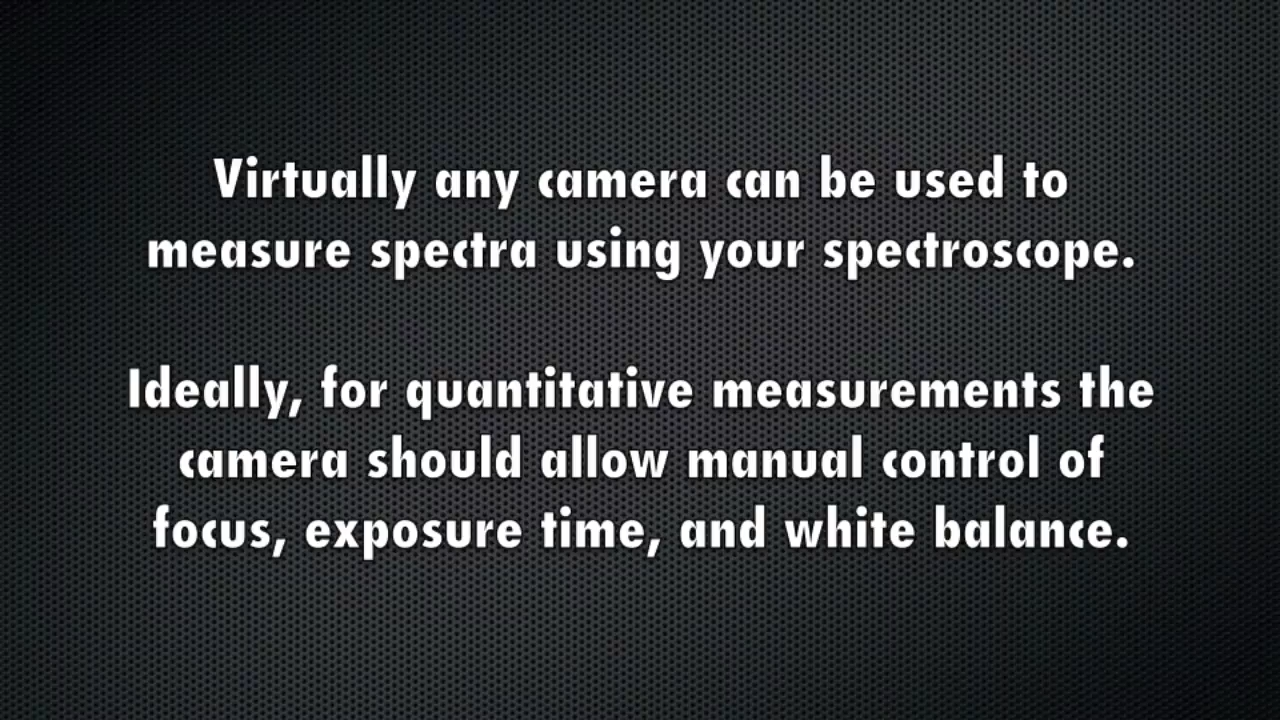 Virtually any camera can be used to
measure spectra using your spectroscope.
Ideally, for quantitative measurements the
camera should allow manual control of
focus, exposure time, and white balance.